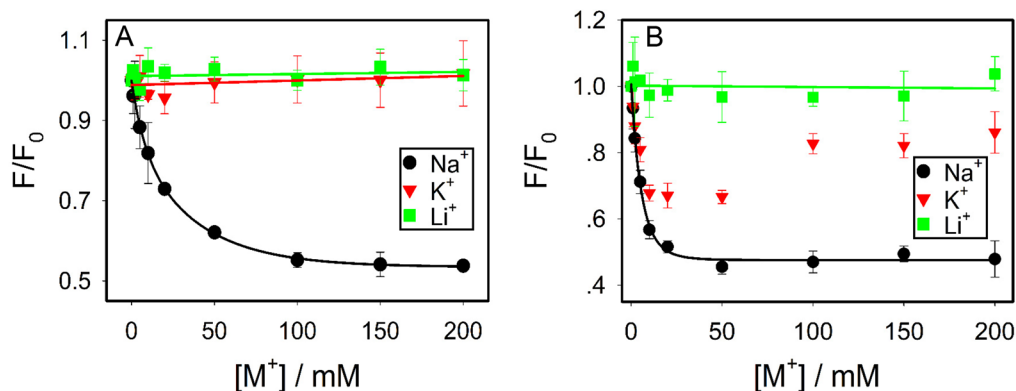 A
1.1
0.9
0.7
0.5
F/F₀
Na⁺
K⁺
Li⁺
0 50 100 150 200
[M⁺] / mM
B
1.2
1.0
.8
.6
.4
F/F₀
Na⁺
K⁺
Li⁺
0 50 100 150 200
[M⁺] / mM